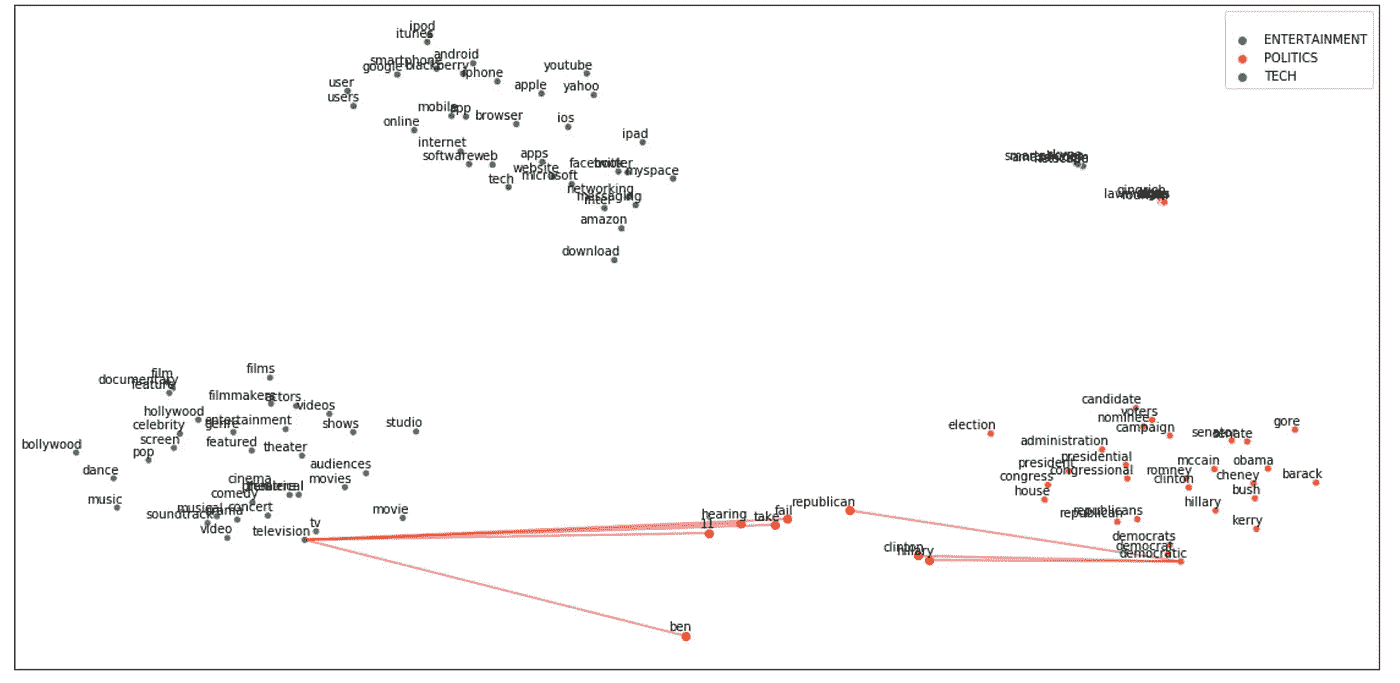 ENTERTAINMENT
POLITICS
TECH
ipod
itunes
android
smartphone
google
blackberry
iphone
youtube
user
apple
yahoo
users
mobile
app
browser
online
ios
ipad
internet
software
web
apps
website
facebook
twitter
myspace
tech
microsoft
networking
messaging
amazon
download
gingrich
film
films
documentary
feature
filmmakers
actors
videos
hollywood
entertainment
celebrity
genre
shows
studio
screen
featured
theater
bollywood
pop
audiences
dance
cinema
movies
theatrical
comedy
music
musical
concert
soundtrack
drama
movie
video
television
tv
hearing
11
take
fail
republican
clinton
hillary
ben
candidate
voters
nominee
campaign
election
senator
senate
gore
administration
presidential
president
congressional
congress
mccain
obama
romney
cheney
clinton
barack
house
bush
hillary
republicans
republican
kerry
democrats
democrat
democratic